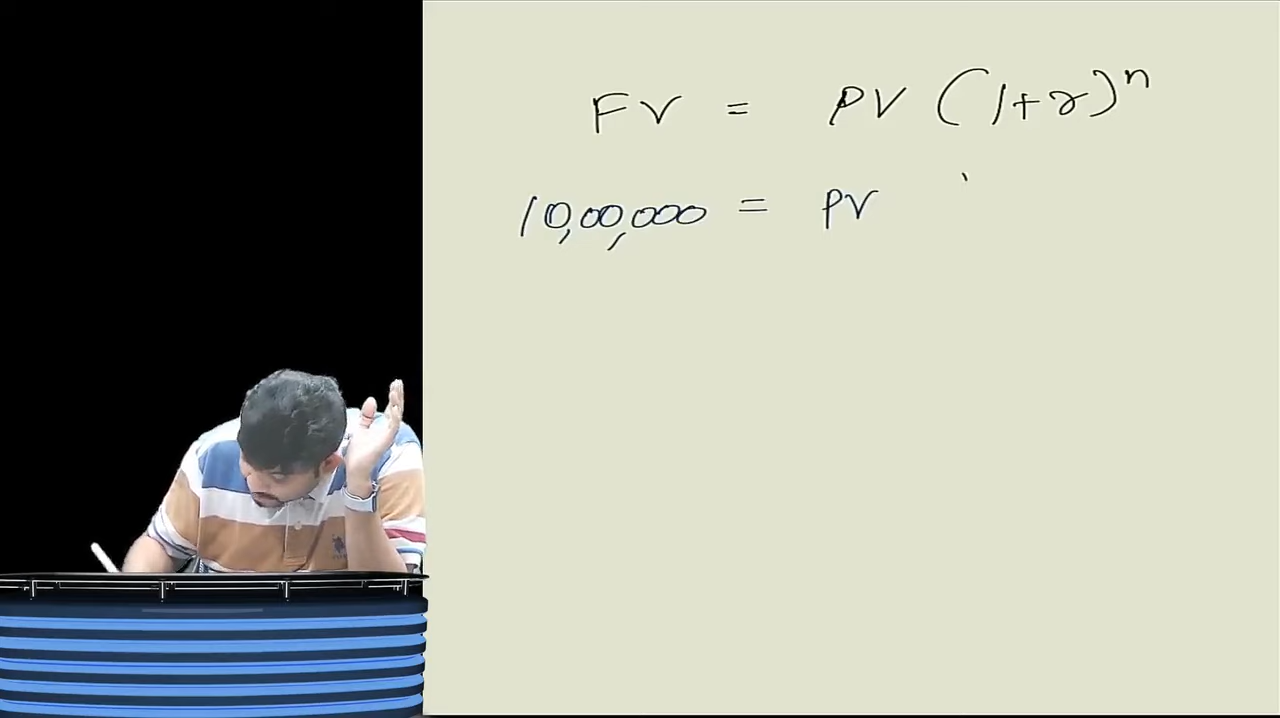 FV = PV (1+r)^n
10,00,000 = PV